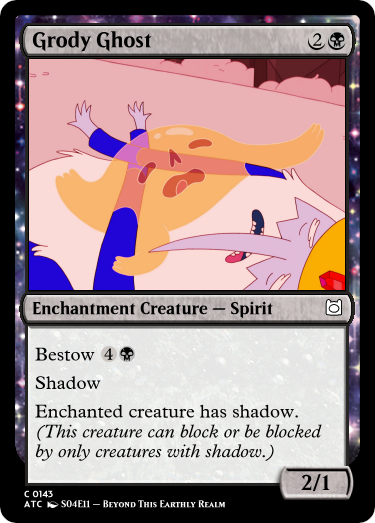 Grody Ghost 2
Enchantment Creature — Spirit
Bestow 4
Shadow
Enchanted creature has shadow.
(This creature can block or be blocked
by only creatures with shadow.)
2/1
C 0143
ATC S04E11 — Beyond This Earthly Realm